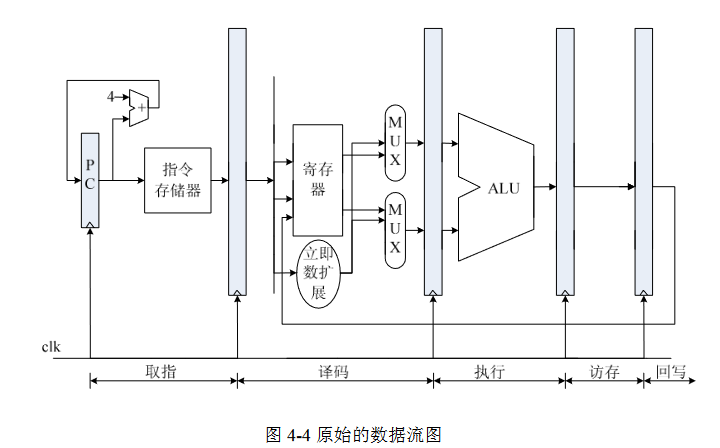 4
+
P
C
指令
存储器
寄存
器
立即
数扩
展
M
U
X
M
U
X
ALU
clk
取指
译码
执行
访存
回写
图 4-4 原始的数据流图